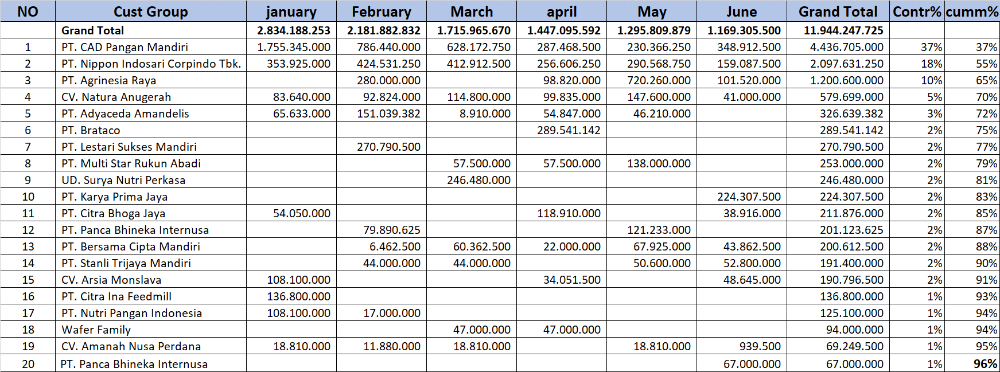 NO Cust Group january February March april May June Grand Total Contr% cumm%
Grand Total 2.834.188.253 2.181.882.832 1.715.965.670 1.447.095.592 1.295.809.879 1.169.305.500 11.944.247.725
1 PT. CAD Pangan Mandiri 1.755.345.000 786.440.000 628.172.750 287.468.500 230.366.250 348.912.500 4.436.705.000 37% 37%
2 PT. Nippon Indosari Corpindo Tbk. 353.925.000 424.531.250 412.912.500 256.606.250 290.568.750 159.087.500 2.097.631.250 18% 55%
3 PT. Agrinesia Raya 280.000.000 98.820.000 720.260.000 101.520.000 1.200.600.000 10% 65%
4 CV. Natura Anugerah 83.640.000 92.824.000 114.800.000 99.835.000 147.600.000 41.000.000 579.699.000 5% 70%
5 PT. Adyaceda Amandelis 65.633.000 151.039.382 8.910.000 54.847.000 46.210.000 326.639.382 3% 72%
6 PT. Brataco 289.541.142 289.541.142 2% 75%
7 PT. Lestari Sukses Mandiri 270.790.500 270.790.500 2% 77%
8 PT. Multi Star Rukun Abadi 57.500.000 57.500.000 138.000.000 253.000.000 2% 79%
9 UD. Surya Nutri Perkasa 246.480.000 246.480.000 2% 81%
10 PT. Karya Prima Jaya 224.307.500 224.307.500 2% 83%
11 PT. Citra Bhoga Jaya 54.050.000 118.910.000 38.916.000 211.876.000 2% 85%
12 PT. Panca Bhineka Internusa 79.890.625 121.233.000 201.123.625 2% 87%
13 PT. Bersama Cipta Mandiri 6.462.500 60.362.500 22.000.000 67.925.000 43.862.500 200.612.500 2% 88%
14 PT. Stanli Trijaya Mandiri 44.000.000 44.000.000 50.600.000 52.800.000 191.400.000 2% 90%
15 CV. Arsia Monslava 108.100.000 34.051.500 48.645.000 190.796.500 2% 91%
16 PT. Citra Ina Feedmill 136.800.000 136.800.000 1% 93%
17 PT. Nutri Pangan Indonesia 108.100.000 17.000.000 125.100.000 1% 94%
18 Wafer Family 47.000.000 47.000.000 94.000.000 1% 94%
19 CV. Amanah Nusa Perdana 18.810.000 11.880.000 18.810.000 18.810.000 939.500 69.249.500 1% 95%
20 PT. Panca Bhineka Internusa 67.000.000 67.000.000 1% 96%